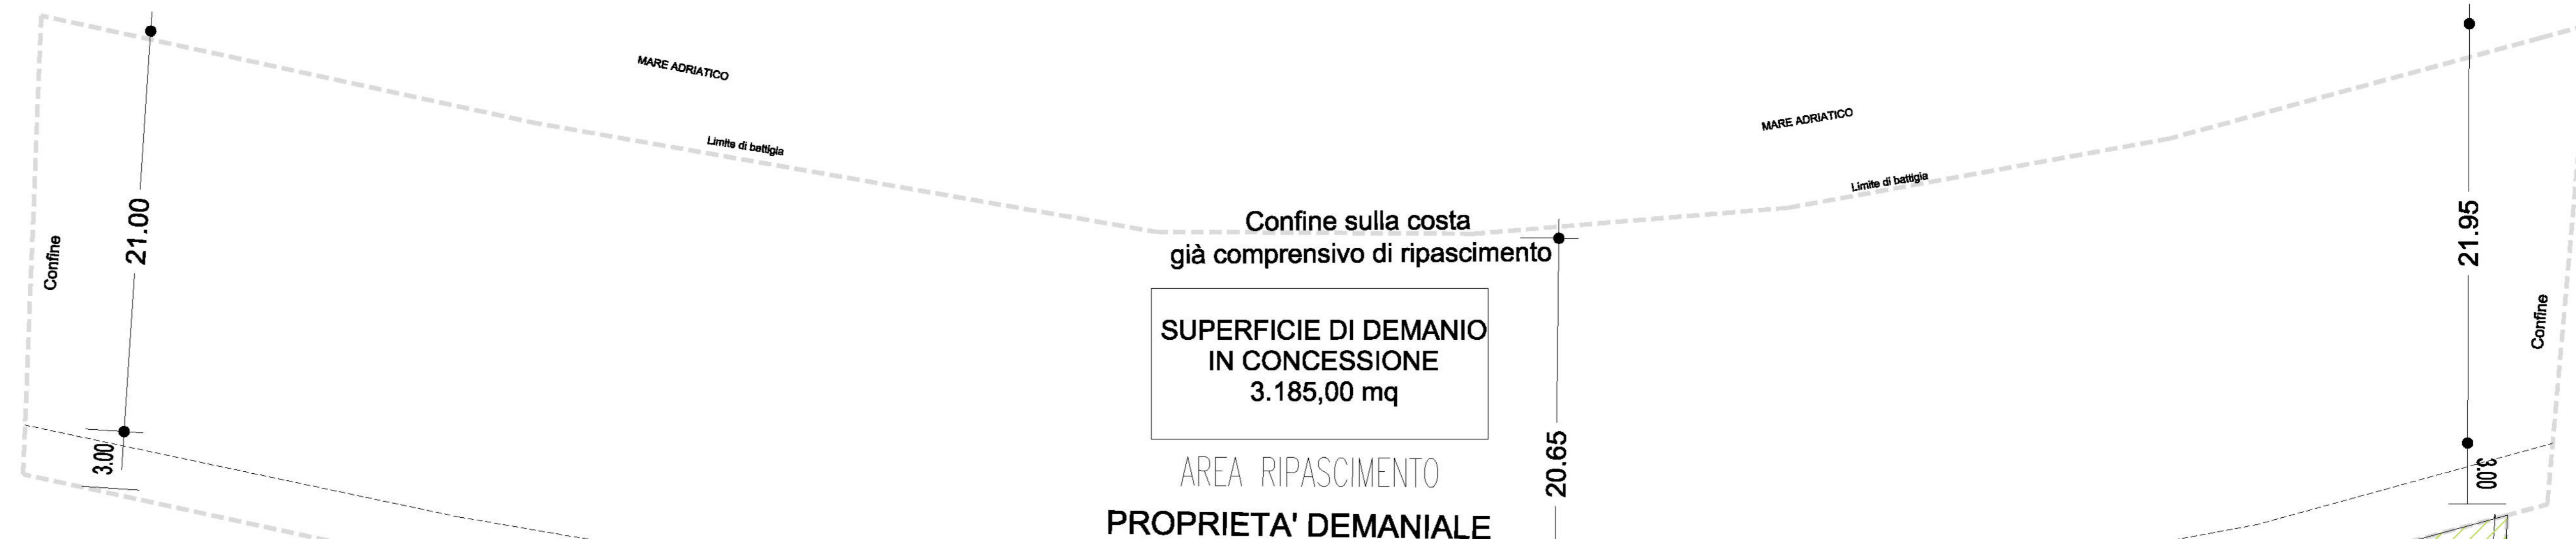 MARE ADRIATICO
MARE ADRIATICO
Limite di battigia
Limite di battigia
21.00
21.95
Confine
Confine sulla costa
già comprensivo di ripascimento
Confine
SUPERFICIE DI DEMANIO
IN CONCESSIONE
3.185,00 mq
3.00
20.65
3.00
AREA RIPASCIMENTO
PROPRIETA' DEMANIALE